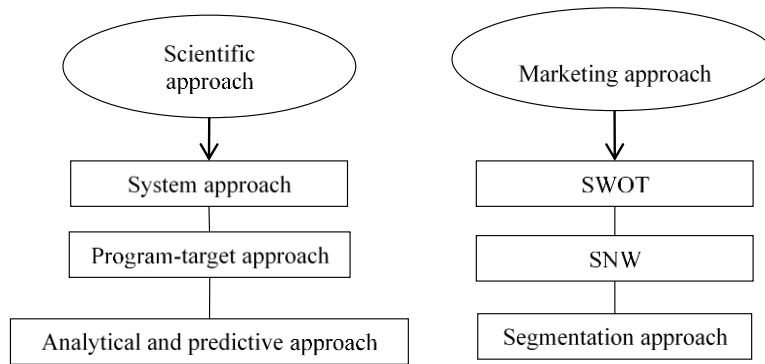 Scientific
approach
System approach
Program-target approach
Analytical and predictive approach
Marketing approach
SWOT
SNW
Segmentation approach